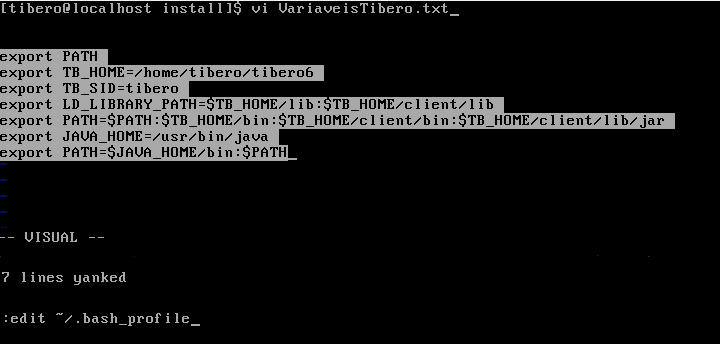 [tibero@localhost install]$ vi VariaveisTibero.txt_
export PATH
export TB_HOME=/home/tibero/tibero6
export TB_SID=tibero
export LD_LIBRARY_PATH=$TB_HOME/lib:$TB_HOME/client/lib
export PATH=$PATH:$TB_HOME/bin:$TB_HOME/client/bin:$TB_HOME/client/lib/jar
export JAVA_HOME=/usr/bin/java
export PATH=$JAVA_HOME/bin:$PATH_
~
~
~
~
-- VISUAL --
7 lines yanked
:edit ~/.bash_profile_